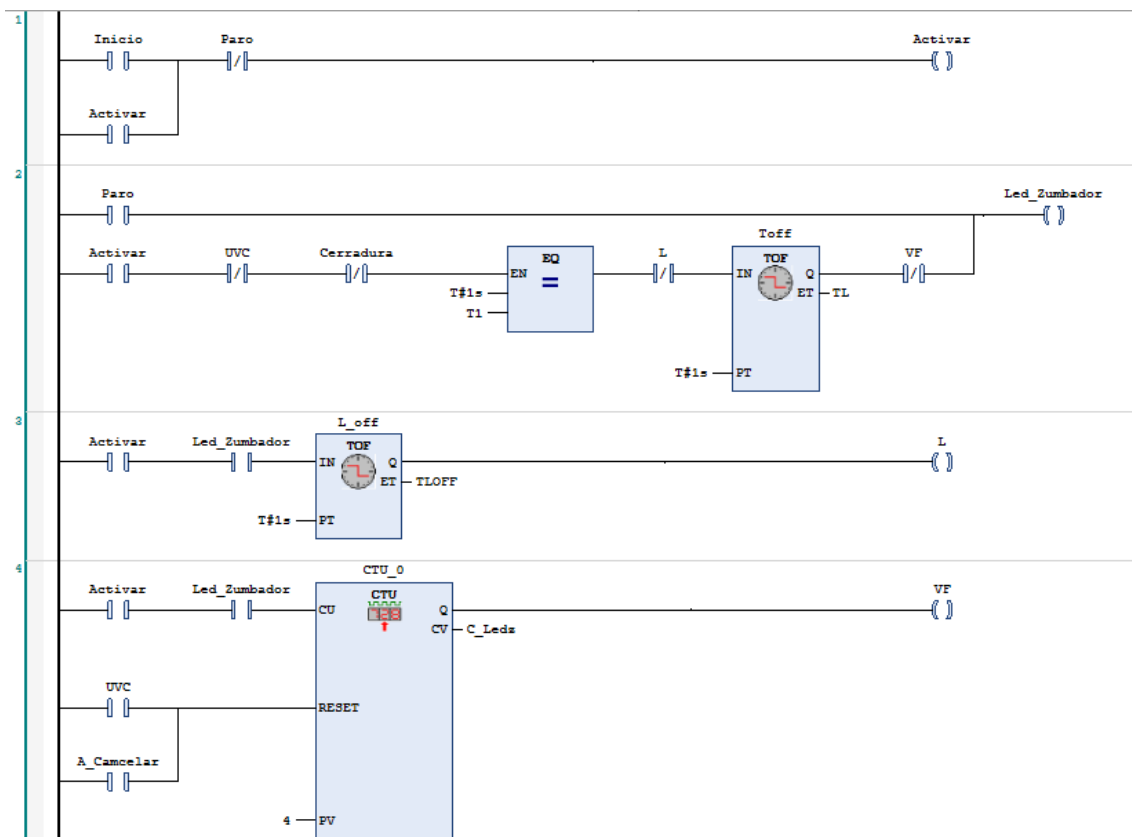 1
Inicio Paro Activar
Activar
2
Paro Led_Zumbador
Toff
Activar UVC Cerradura EQ L TOF VF
EN = IN Q
T#1s ET TL
T1
T#1s PT
3
L_off
Activar Led_Zumbador TOF L
IN Q
ET TLOFF
T#1s PT
4
CTU_0
Activar Led_Zumbador CTU VF
CU Q
CV C_Ledz
UVC
RESET
A_Camcelar
4 PV